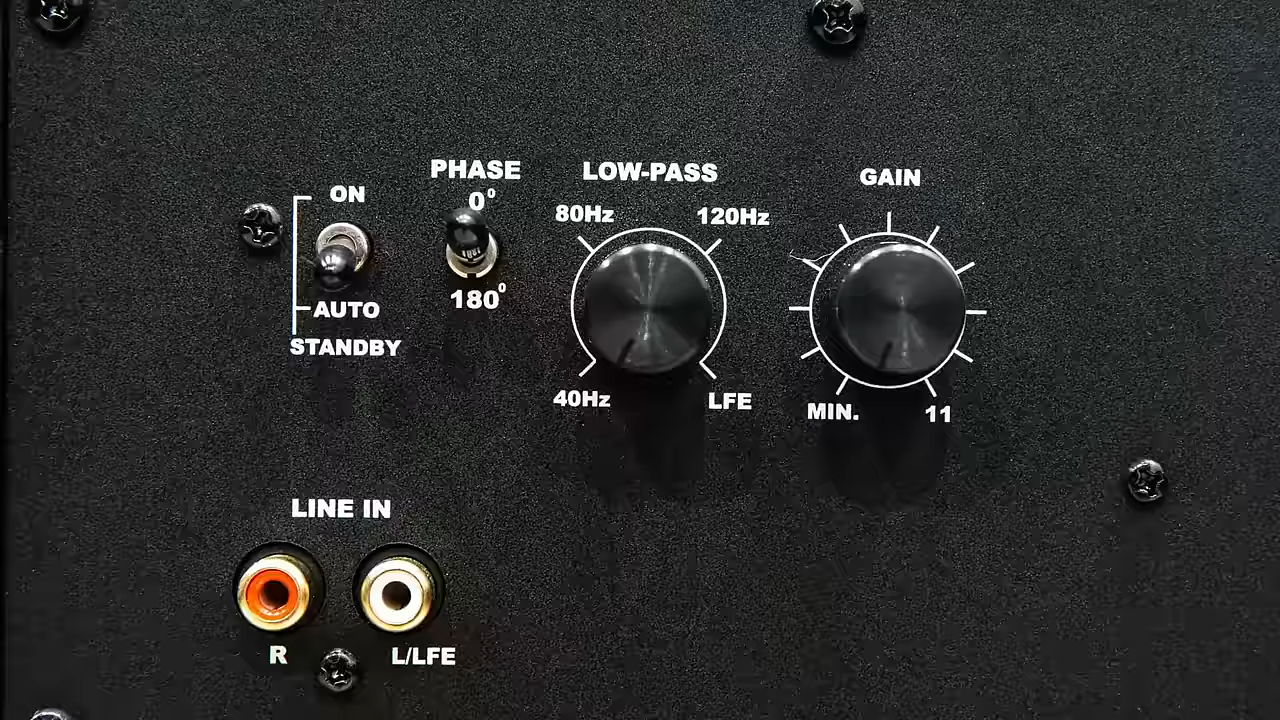 ON
AUTO
STANDBY
PHASE
0°
180°
LOW-PASS
80Hz 120Hz
40Hz LFE
GAIN
MIN. 11
LINE IN
R L/LFE